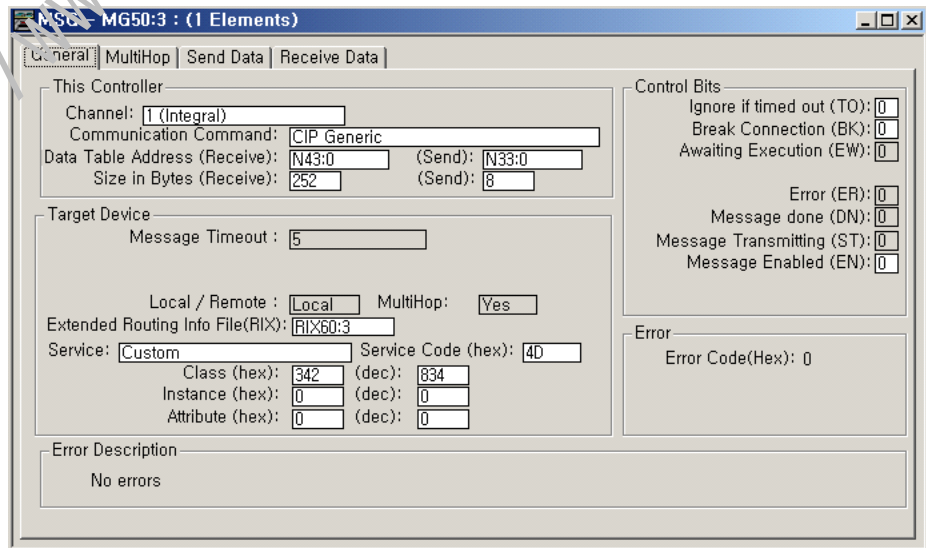 MSG - MG50:3 : (1 Elements)
General MultiHop Send Data Receive Data
This Controller
Channel: 1 (Integral)
Communication Command: CIP Generic
Data Table Address (Receive): N43:0 (Send): N33:0
Size in Bytes (Receive): 252 (Send): 8
Target Device
Message Timeout : 5
Local / Remote : Local MultiHop: Yes
Extended Routing Info File(RIX): RIX60:3
Service: Custom Service Code (hex): 4D
Class (hex): 342 (dec): 834
Instance (hex): 0 (dec): 0
Attribute (hex): 0 (dec): 0
Control Bits
Ignore if timed out (TO): 0
Break Connection (BK): 0
Awaiting Execution (EW): 0
Error (ER): 0
Message done (DN): 0
Message Transmitting (ST): 0
Message Enabled (EN): 0
Error
Error Code(Hex): 0
Error Description
No errors